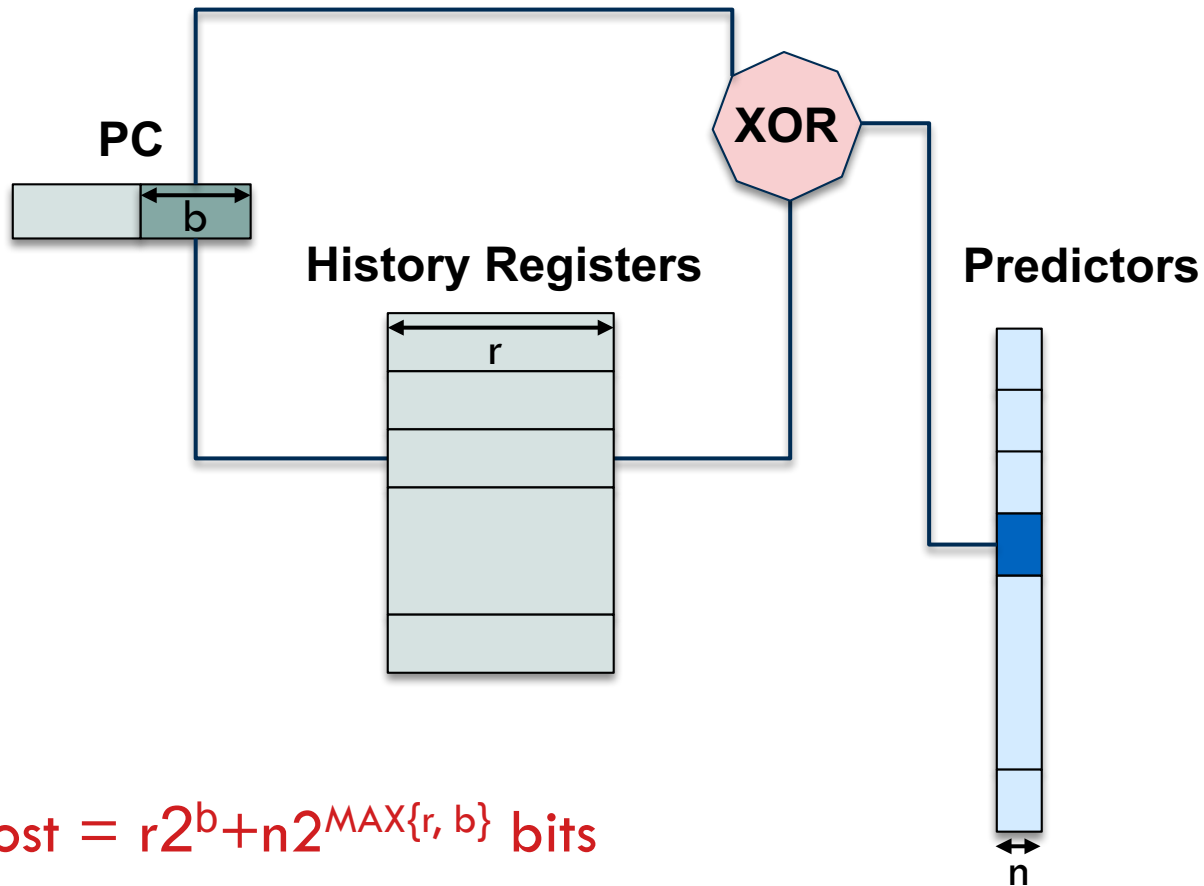 XOR
PC
b
History Registers
Predictors
r
ost = r2^b+n2^MAX{r, b} bits
n